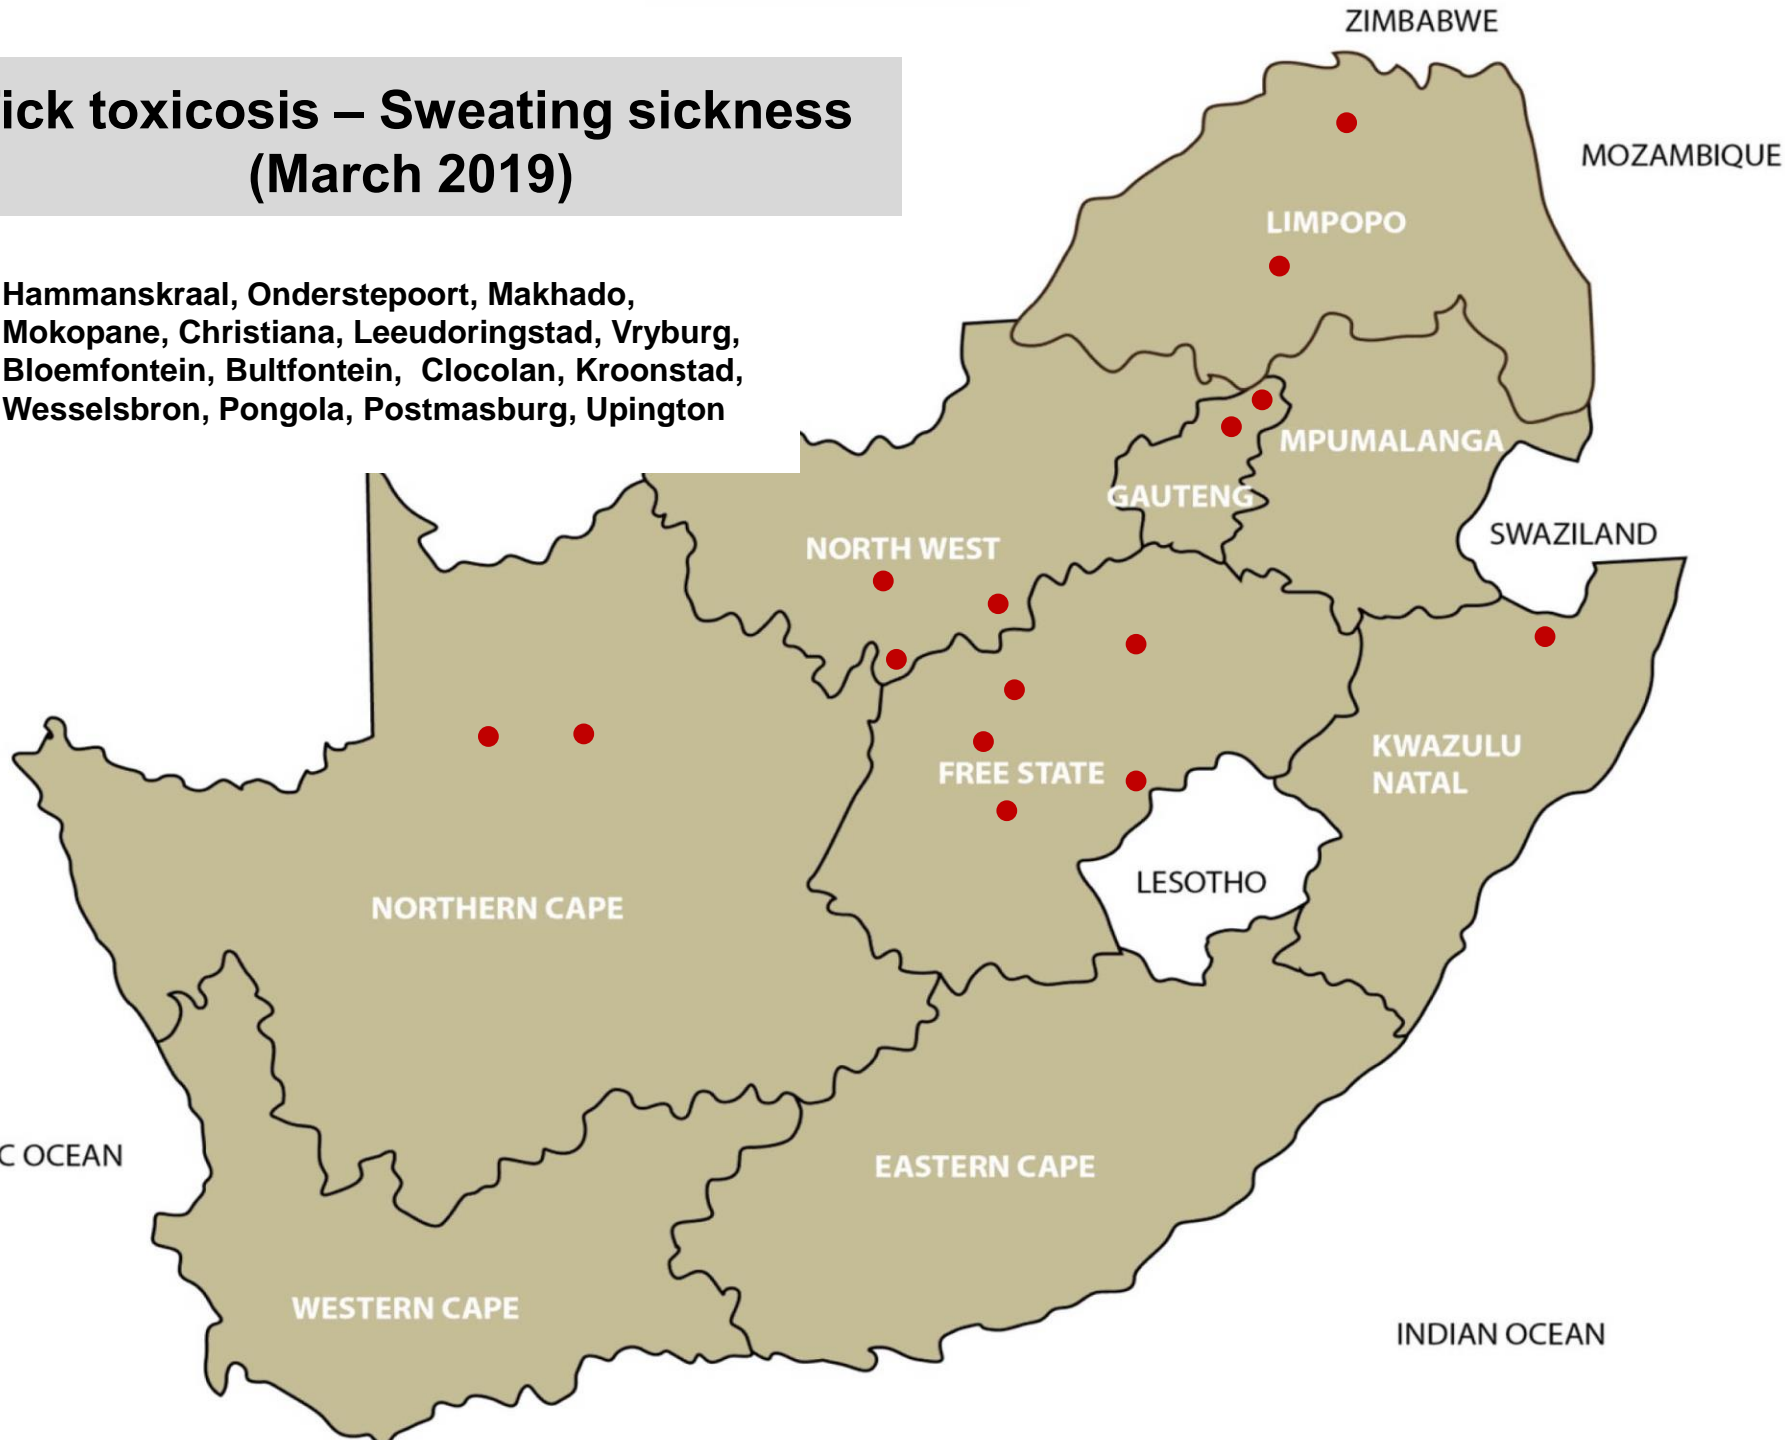 ick toxicosis – Sweating sickness
(March 2019)
Hammanskraal, Onderstepoort, Makhado,
Mokopane, Christiana, Leeudoringstad, Vryburg,
Bloemfontein, Bultfontein,  Clocolan, Kroonstad,
Wesselsbron, Pongola, Postmasburg, Upington
ZIMBABWE
MOZAMBIQUE
LIMPOPO
MPUMALANGA
GAUTENG
SWAZILAND
NORTH WEST
KWAZULU
NATAL
FREE STATE
LESOTHO
NORTHERN CAPE
C OCEAN
EASTERN CAPE
WESTERN CAPE
INDIAN OCEAN